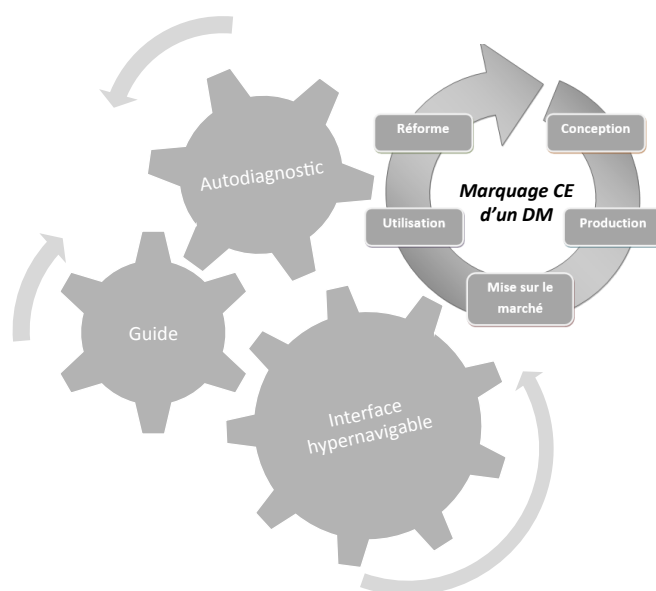 Autodiagnostic
Guide
Interface
hypernavigable
Marquage CE
d’un DM
Conception
Production
Mise sur le
marché
Utilisation
Réforme